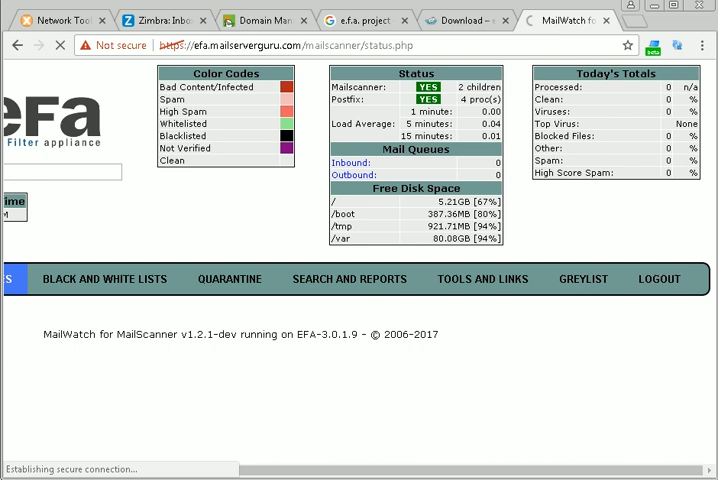 Network Tool
Zimbra: Inbo
Domain Man
e.f.a. project
Download – e
MailWatch fo
Not secure
https://efa.mailserverguru.com/mailscanner/status.php
beta
eFa
Filter appliance
ime
M
Color Codes
Bad Content/Infected
Spam
High Spam
Whitelisted
Blacklisted
Not Verified
Clean
Status
Mailscanner: YES 2 children
Postfix: YES 4 proc(s)
1 minute: 0.00
Load Average: 5 minutes: 0.04
15 minutes: 0.01
Mail Queues
Inbound: 0
Outbound: 0
Free Disk Space
/ 5.21GB [67%]
/boot 387.36MB [80%]
/tmp 921.71MB [94%]
/var 80.08GB [94%]
Today's Totals
Processed: 0 n/a
Clean: 0 %
Viruses: 0 %
Top Virus: None
Blocked Files: 0 %
Other: 0 %
Spam: 0 %
High Score Spam: 0 %
S BLACK AND WHITE LISTS QUARANTINE SEARCH AND REPORTS TOOLS AND LINKS GREYLIST LOGOUT
MailWatch for MailScanner v1.2.1-dev running on EFA-3.0.1.9 - © 2006-2017
Establishing secure connection...